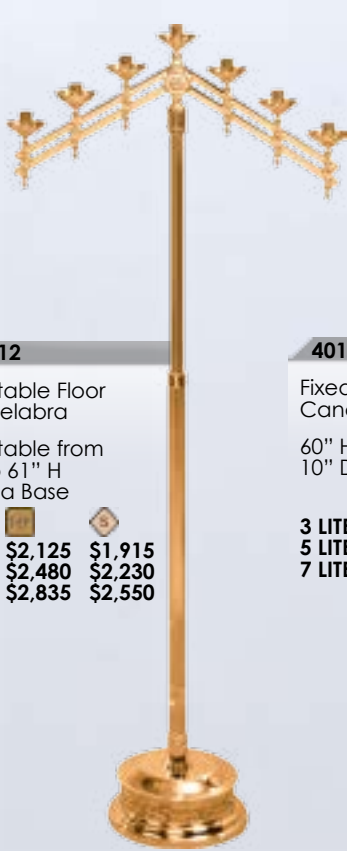 12
table Floor
elabra
table from
61” H
a Base
HP
S
$2,125 $1,915
$2,480 $2,230
$2,835 $2,550
401
Fixed
Cand
60” H
10” D
3 LITE
5 LITE
7 LITE